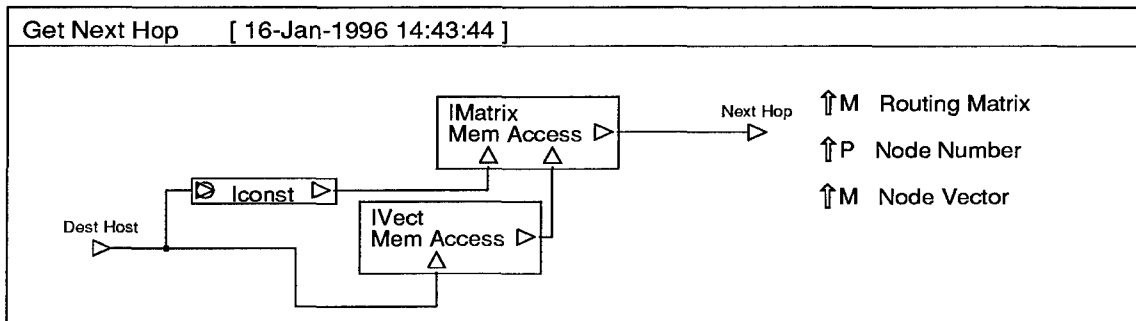 Get Next Hop [ 16-Jan-1996 14:43:44 ]
IMatrix
Mem Access
Next Hop
⇧M Routing Matrix
⇧P Node Number
⇧M Node Vector
Iconst
Dest Host
IVect
Mem Access